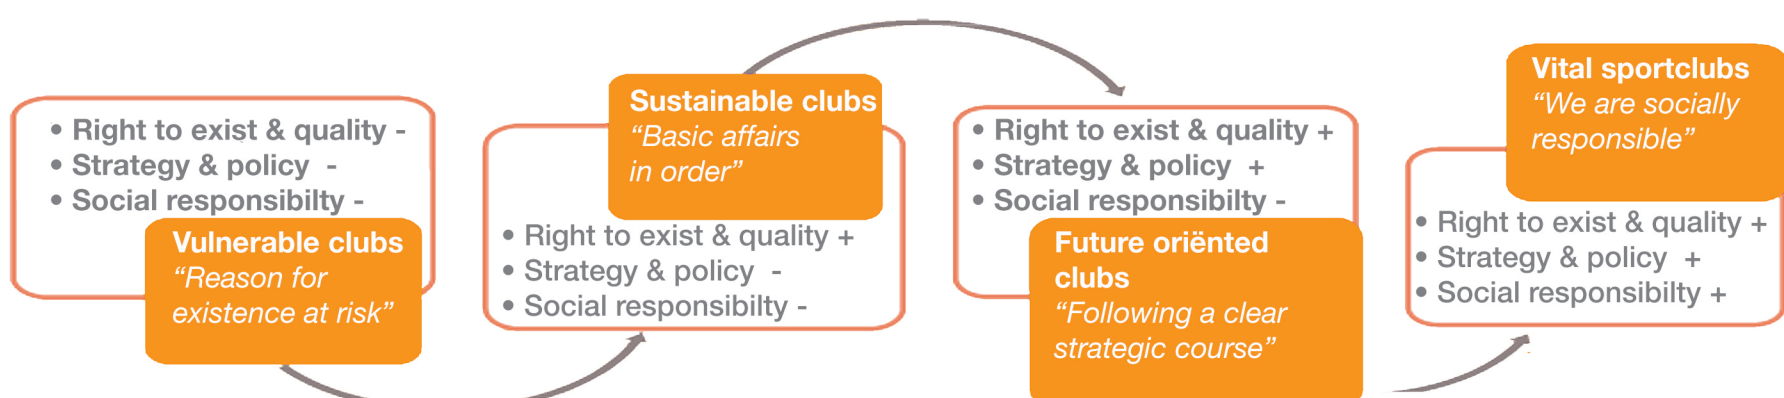 • Right to exist & quality -
• Strategy & policy -
• Social responsibilty -
Vulnerable clubs
“Reason for
existence at risk”
Sustainable clubs
“Basic affairs
in order”
• Right to exist & quality +
• Strategy & policy -
• Social responsibilty -
• Right to exist & quality +
• Strategy & policy +
• Social responsibilty -
Future oriënted
clubs
“Following a clear
strategic course”
Vital sportclubs
“We are socially
responsible”
• Right to exist & quality +
• Strategy & policy +
• Social responsibilty +